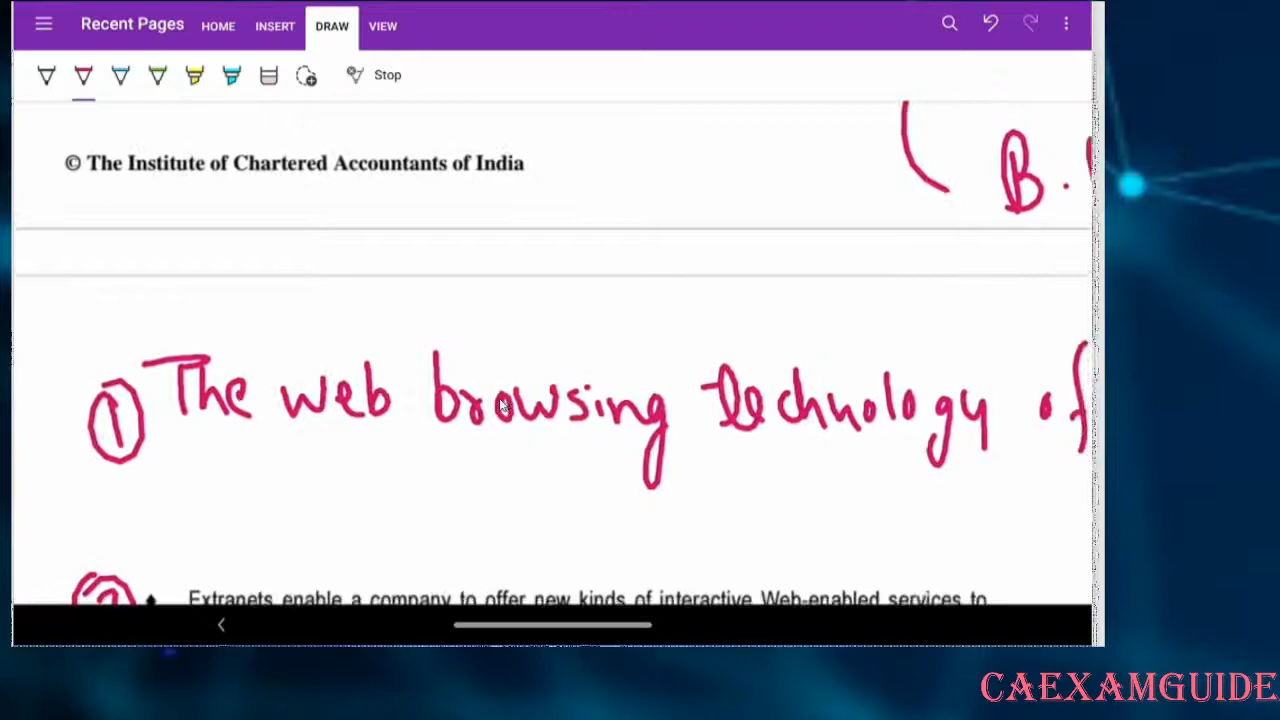 Recent Pages HOME INSERT DRAW VIEW
Stop
© The Institute of Chartered Accountants of India
B.
① The web browsing technology of
② ♦ Extranets enable a company to offer new kinds of interactive Web-enabled services to
CAEXAMGUIDE